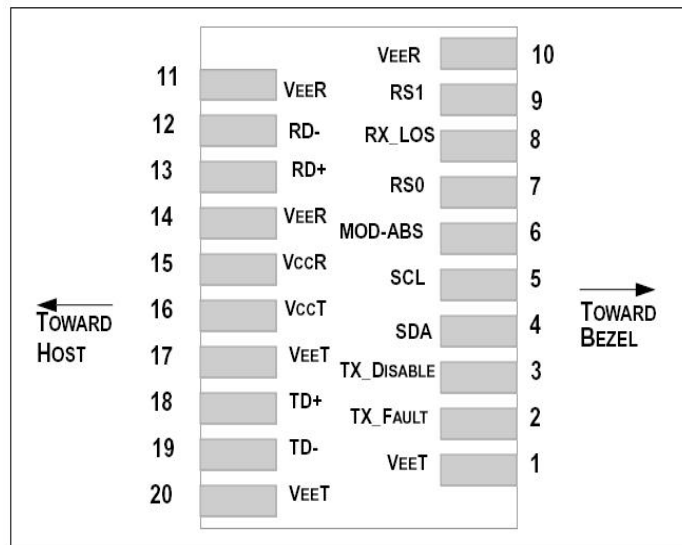 VEER 10
11 VEER
RS1 9
12 RD-
RX_LOS 8
13 RD+
RS0 7
14 VEER
MOD-ABS 6
15 VCCR
SCL 5
16 VCCT
SDA 4
17 VEET
TX_DISABLE 3
18 TD+
TX_FAULT 2
19 TD-
VEET 1
20 VEET
TOWARD
HOST
TOWARD
BEZEL